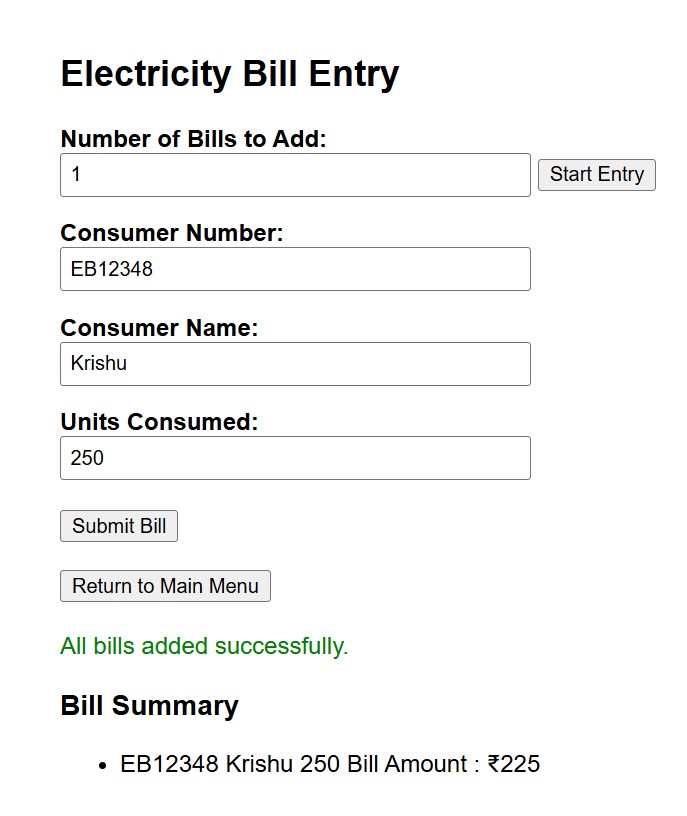 Electricity Bill Entry
Number of Bills to Add:
1 Start Entry
Consumer Number:
EB12348
Consumer Name:
Krishu
Units Consumed:
250
Submit Bill
Return to Main Menu
All bills added successfully.
Bill Summary
• EB12348 Krishu 250 Bill Amount : ₹225